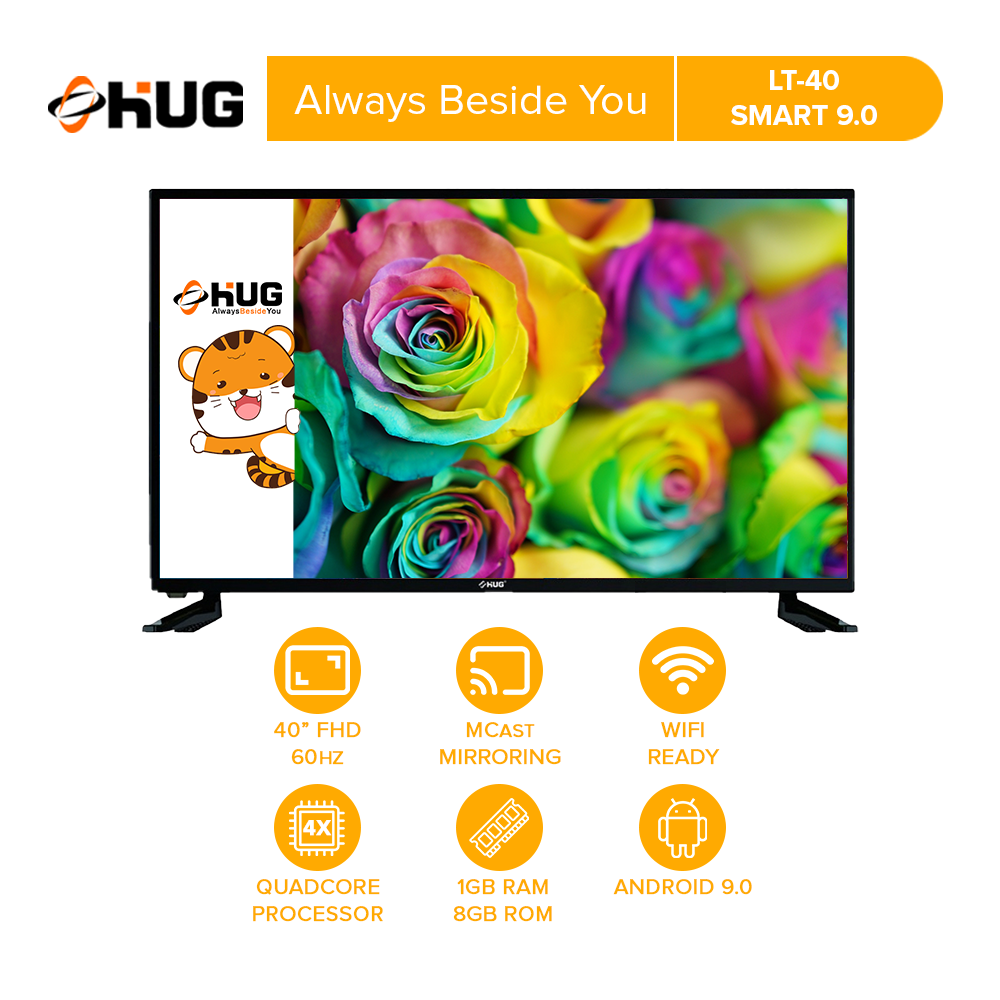 HUG
Always Beside You
LT-40
SMART 9.0
HUG
AlwaysBesideYou
HUG
40” FHD
60HZ
MCAST
MIRRORING
WIFI
READY
4X
QUADCORE
PROCESSOR
1GB RAM
8GB ROM
ANDROID 9.0